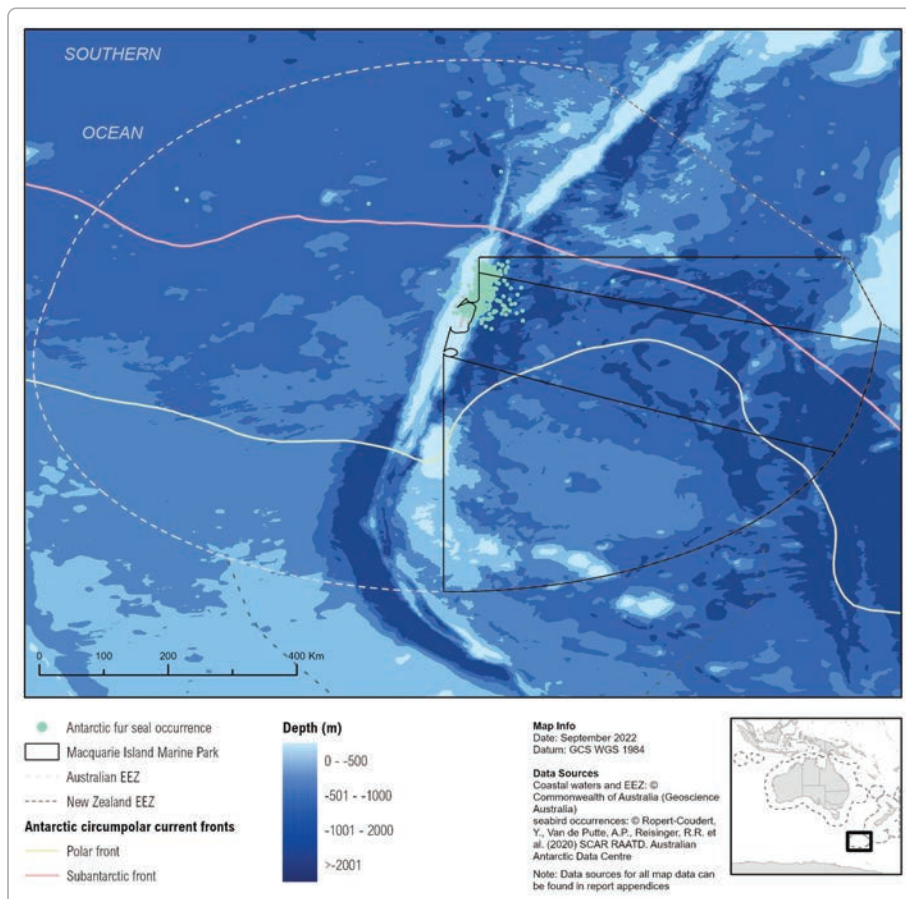 SOUTHERN
OCEAN
0 100 200 400 Km
Antarctic fur seal occurrence
Macquarie Island Marine Park
Australian EEZ
New Zealand EEZ
Antarctic circumpolar current fronts
Polar front
Subantarctic front
Depth (m)
0 - -500
-501 - -1000
-1001 - 2000
>-2001
Map Info
Date: September 2022
Datum: GCS WGS 1984
Data Sources
Coastal waters and EEZ: ©
Commonwealth of Australia (Geoscience
Australia)
seabird occurrences: © Ropert-Coudert,
Y., Van de Putte, A.P., Reisinger, R.R. et
al. (2020) SCAR RAATD. Australian
Antarctic Data Centre
Note: Data sources for all map data can
be found in report appendices